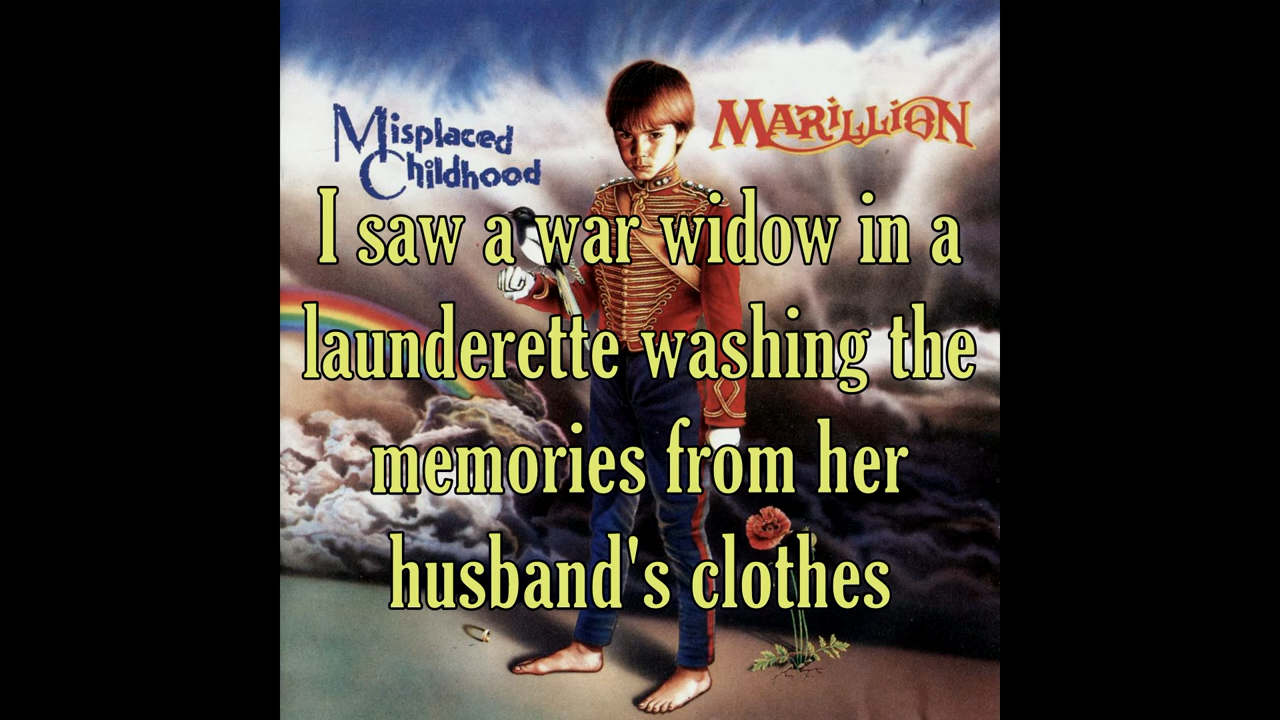 Misplaced
Childhood
MARiLLiON
I saw a war widow in a
launderette washing the
memories from her
husband's clothes